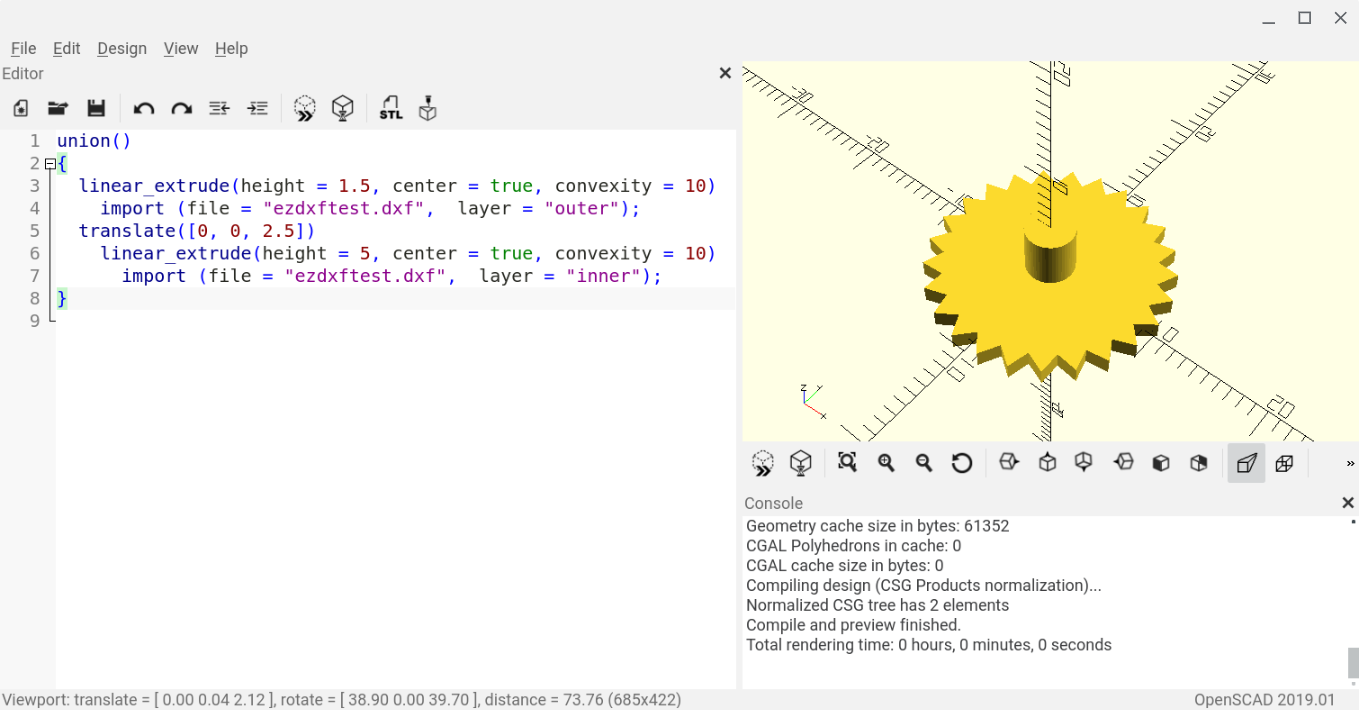 File Edit Design View Help
Editor
STL
1 union()
2 {
3 linear_extrude(height = 1.5, center = true, convexity = 10)
4 import (file = "ezdxftest.dxf", layer = "outer");
5 translate([0, 0, 2.5])
6 linear_extrude(height = 5, center = true, convexity = 10)
7 import (file = "ezdxftest.dxf", layer = "inner");
8 }
9
-30
-20
20
20
z
y
x
Console
Geometry cache size in bytes: 61352
CGAL Polyhedrons in cache: 0
CGAL cache size in bytes: 0
Compiling design (CSG Products normalization)...
Normalized CSG tree has 2 elements
Compile and preview finished.
Total rendering time: 0 hours, 0 minutes, 0 seconds
Viewport: translate = [ 0.00 0.04 2.12 ], rotate = [ 38.90 0.00 39.70 ], distance = 73.76 (685x422)
OpenSCAD 2019.01